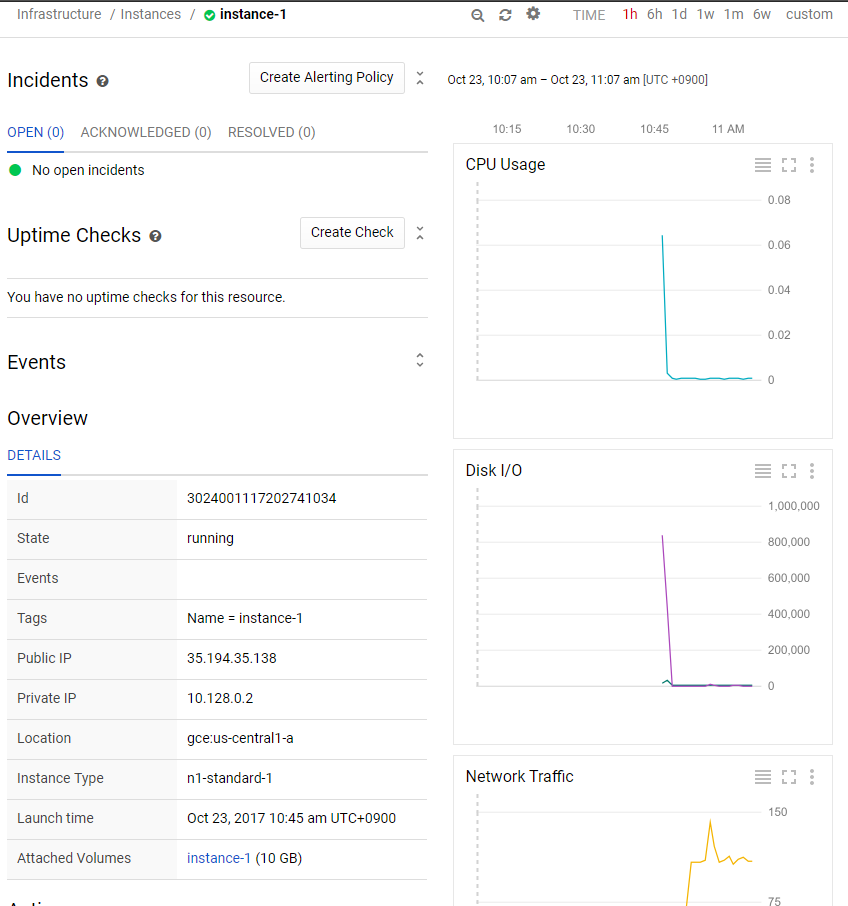 Infrastructure / Instances / instance-1
TIME 1h 6h 1d 1w 1m 6w custom
Incidents
Create Alerting Policy
OPEN (0) ACKNOWLEDGED (0) RESOLVED (0)
No open incidents
Uptime Checks
Create Check
You have no uptime checks for this resource.
Events
Overview
DETAILS
Id 3024001117202741034
State running
Events
Tags Name = instance-1
Public IP 35.194.35.138
Private IP 10.128.0.2
Location gce:us-central1-a
Instance Type n1-standard-1
Launch time Oct 23, 2017 10:45 am UTC+0900
Attached Volumes instance-1 (10 GB)
Oct 23, 10:07 am – Oct 23, 11:07 am [UTC +0900]
10:15 10:30 10:45 11 AM
CPU Usage
0.08
0.06
0.04
0.02
0
Disk I/O
1,000,000
800,000
600,000
400,000
200,000
0
Network Traffic
150
75